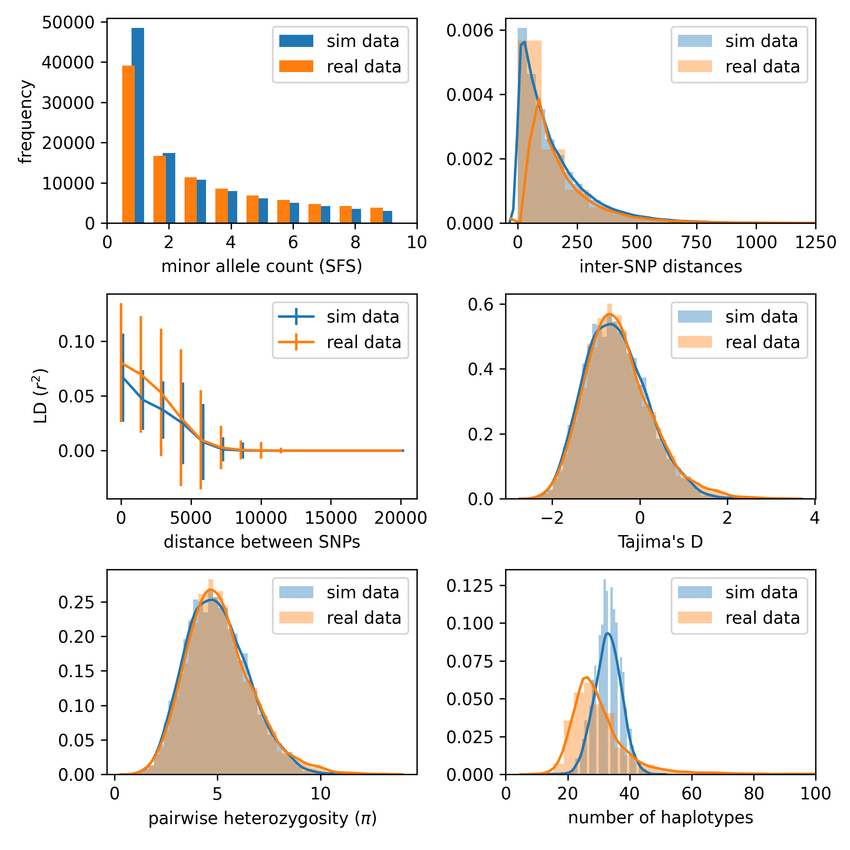 50000
40000
30000
20000
10000
0
frequency
0 2 4 6 8 10
minor allele count (SFS)
sim data
real data
0.006
0.004
0.002
0.000
0 250 500 750 1000 1250
inter-SNP distances
sim data
real data
0.10
0.05
0.00
LD (r²)
0 5000 10000 15000 20000
distance between SNPs
sim data
real data
0.6
0.4
0.2
0.0
−2 0 2 4
Tajima's D
sim data
real data
0.25
0.20
0.15
0.10
0.05
0.00
0 5 10
pairwise heterozygosity (π)
sim data
real data
0.125
0.100
0.075
0.050
0.025
0.000
0 20 40 60 80 100
number of haplotypes
sim data
real data